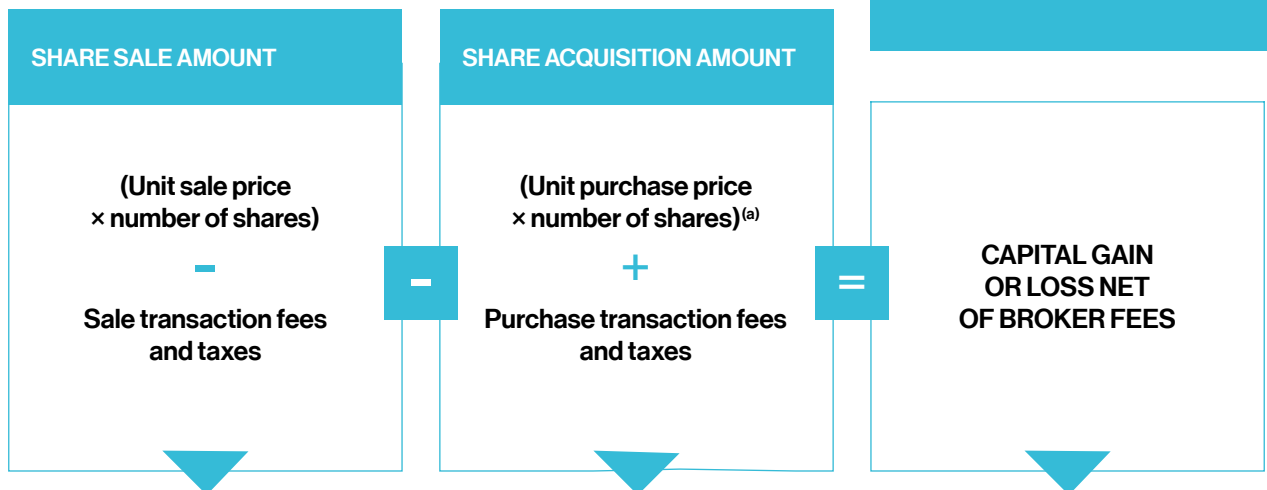 SHARE SALE AMOUNT
(Unit sale price
× number of shares)
-
Sale transaction fees
and taxes
-
SHARE ACQUISITION AMOUNT
(Unit purchase price
× number of shares)(a)
+
Purchase transaction fees
and taxes
=
CAPITAL GAIN
OR LOSS NET
OF BROKER FEES